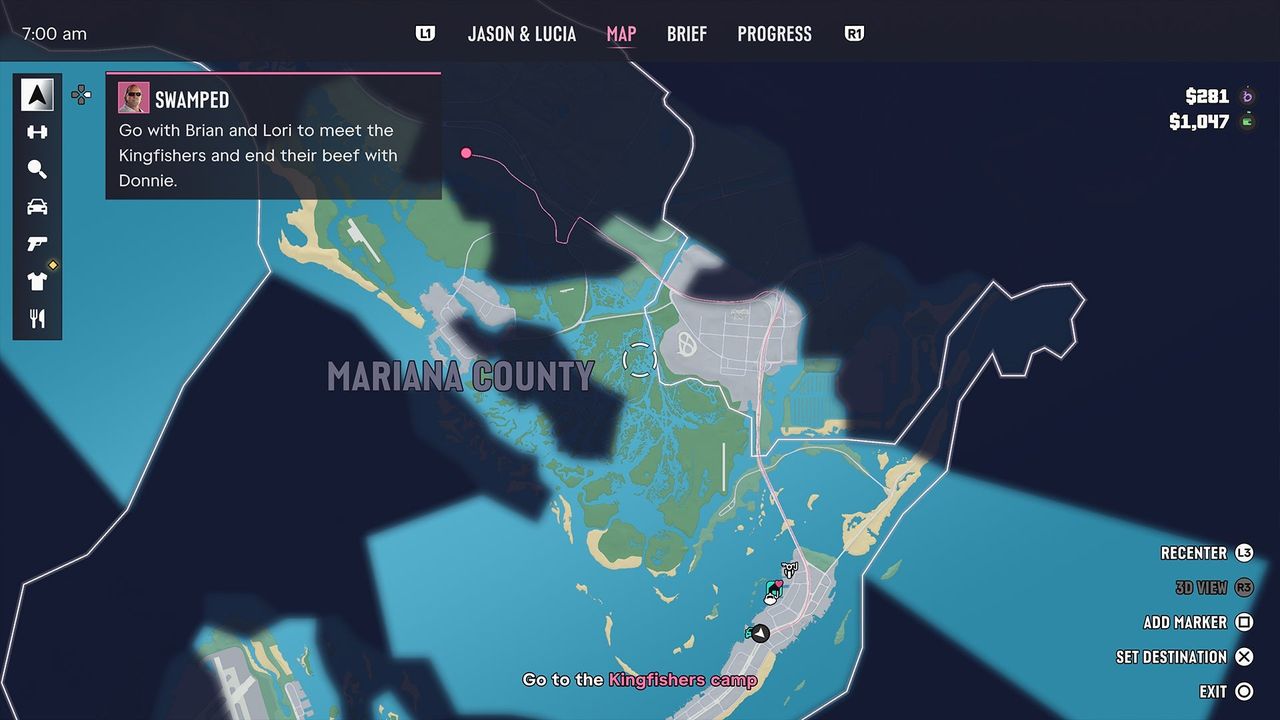 7:00 am
L1 JASON & LUCIA MAP BRIEF PROGRESS R1
SWAMPED
Go with Brian and Lori to meet the
Kingfishers and end their beef with
Donnie.
$281
$1,047
MARIANA COUNTY
RECENTER L3
3D VIEW R3
ADD MARKER
SET DESTINATION
EXIT
Go to the Kingfishers camp